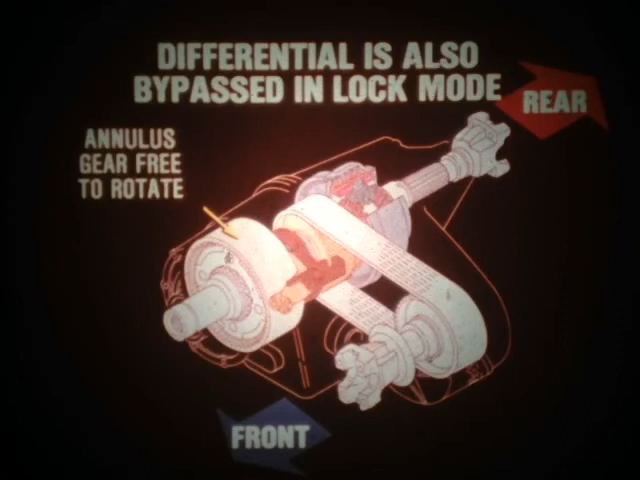 DIFFERENTIAL IS ALSO
BYPASSED IN LOCK MODE
REAR
ANNULUS
GEAR FREE
TO ROTATE
FRONT